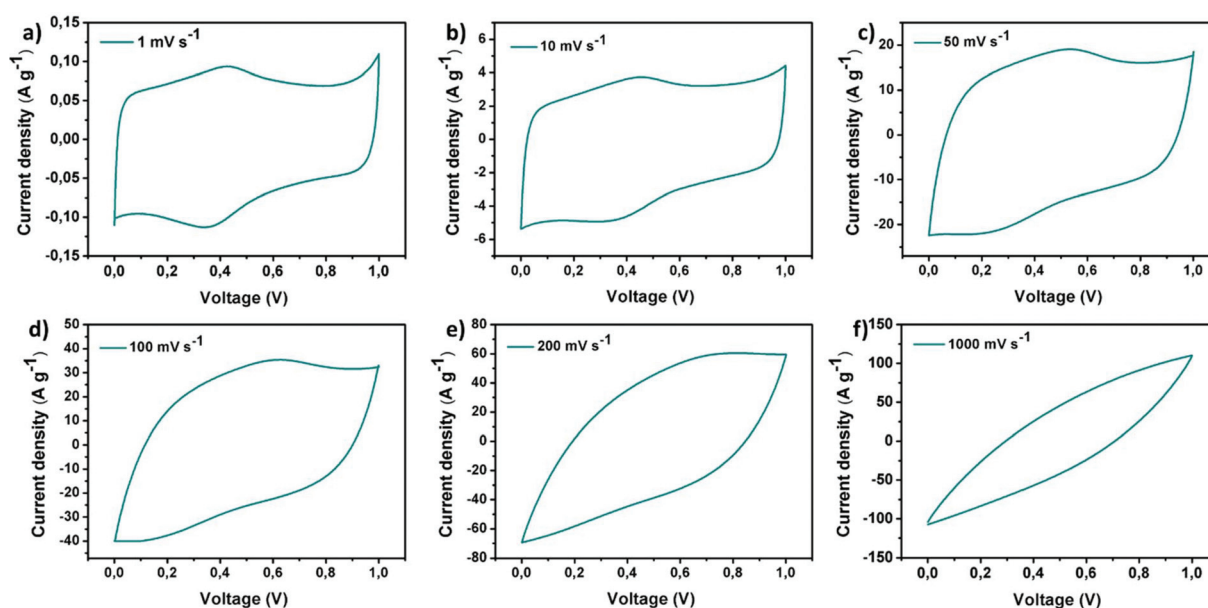 a)
1 mV s⁻¹
Current density (A g⁻¹)
0,15
0,10
0,05
0,00
-0,05
-0,10
-0,15
0,0 0,2 0,4 0,6 0,8 1,0
Voltage (V)
b)
10 mV s⁻¹
Current density (A g⁻¹)
6
4
2
0
-2
-4
-6
0,0 0,2 0,4 0,6 0,8 1,0
Voltage (V)
c)
50 mV s⁻¹
Current density (A g⁻¹)
20
10
0
-10
-20
0,0 0,2 0,4 0,6 0,8 1,0
Voltage (V)
d)
100 mV s⁻¹
Current density (A g⁻¹)
50
40
30
20
10
0
-10
-20
-30
-40
0,0 0,2 0,4 0,6 0,8 1,0
Voltage (V)
e)
200 mV s⁻¹
Current density (A g⁻¹)
80
60
40
20
0
-20
-40
-60
-80
0,0 0,2 0,4 0,6 0,8 1,0
Voltage (V)
f)
1000 mV s⁻¹
Current density (A g⁻¹)
150
100
50
0
-50
-100
-150
0,0 0,2 0,4 0,6 0,8 1,0
Voltage (V)